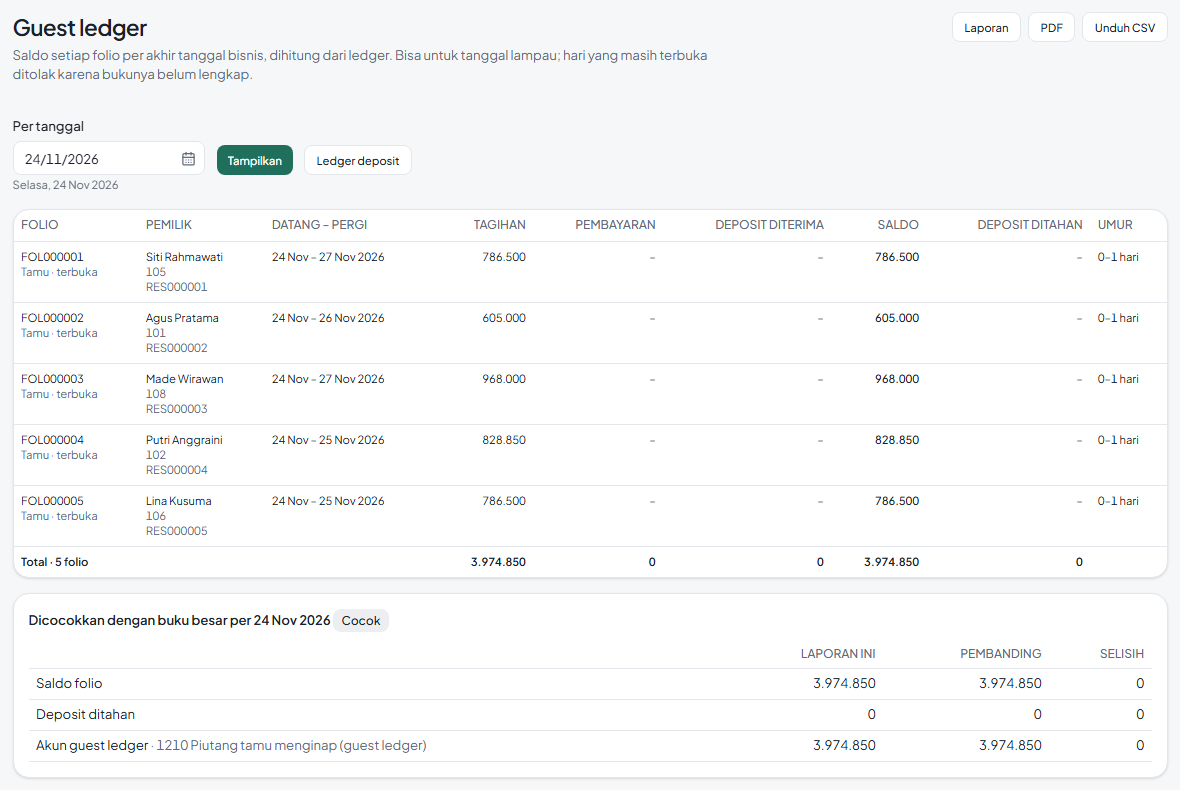 Guest ledger
Laporan PDF Unduh CSV
Saldo setiap folio per akhir tanggal bisnis, dihitung dari ledger. Bisa untuk tanggal lampau; hari yang masih terbuka
ditolak karena bukunya belum lengkap.
Per tanggal
24/11/2026 Tampilkan Ledger deposit
Selasa, 24 Nov 2026
FOLIO PEMILIK DATANG – PERGI TAGIHAN PEMBAYARAN DEPOSIT DITERIMA SALDO DEPOSIT DITAHAN UMUR
FOL000001 Siti Rahmawati 24 Nov – 27 Nov 2026 786.500 – – 786.500 – 0–1 hari
Tamu · terbuka 105
RES000001
FOL000002 Agus Pratama 24 Nov – 26 Nov 2026 605.000 – – 605.000 – 0–1 hari
Tamu · terbuka 101
RES000002
FOL000003 Made Wirawan 24 Nov – 27 Nov 2026 968.000 – – 968.000 – 0–1 hari
Tamu · terbuka 108
RES000003
FOL000004 Putri Anggraini 24 Nov – 25 Nov 2026 828.850 – – 828.850 – 0–1 hari
Tamu · terbuka 102
RES000004
FOL000005 Lina Kusuma 24 Nov – 25 Nov 2026 786.500 – – 786.500 – 0–1 hari
Tamu · terbuka 106
RES000005
Total · 5 folio 3.974.850 0 0 3.974.850 0
Dicocokkan dengan buku besar per 24 Nov 2026 Cocok
LAPORAN INI PEMBANDING SELISIH
Saldo folio 3.974.850 3.974.850 0
Deposit ditahan 0 0 0
Akun guest ledger · 1210 Piutang tamu menginap (guest ledger) 3.974.850 3.974.850 0